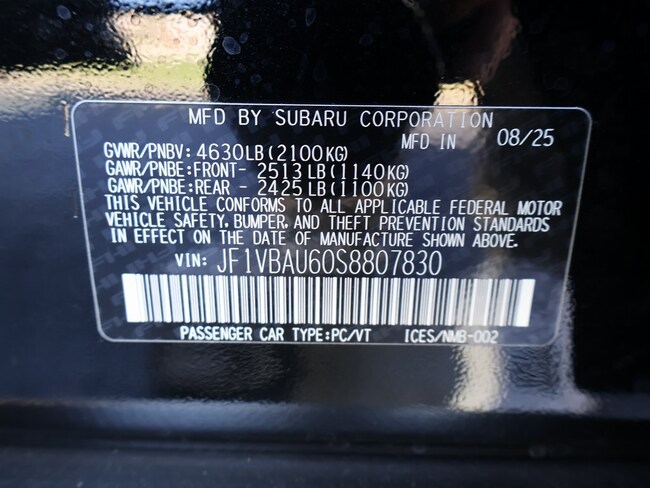 MFD BY SUBARU CORPORATION
MFD IN 08/25
GVWR/PNBV: 4630LB(2100KG)
GAWR/PNBE:FRONT- 2513LB(1140KG)
GAWR/PNBE:REAR - 2425LB(1100KG)
THIS VEHICLE CONFORMS TO ALL APPLICABLE FEDERAL MOTOR
VEHICLE SAFETY, BUMPER, AND THEFT PREVENTION STANDARDS
IN EFFECT ON THE DATE OF MANUFACTURE SHOWN ABOVE.
VIN: JF1VBAU60S8807830
PASSENGER CAR TYPE:PC/VT ICES/NMB-002